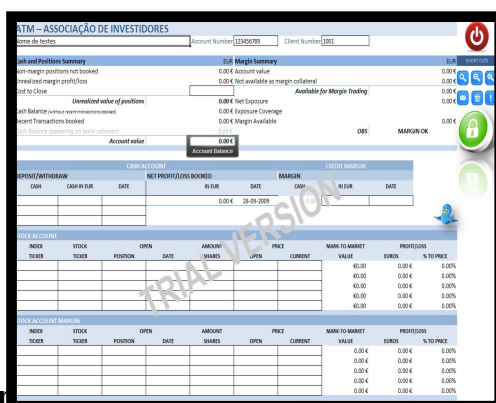 ATM – ASSOCIAÇÃO DE INVESTIDORES
Nome de testes Account Number 123456789 Client Number 1001
Cash and Positions Summary EUR Margin Summary EUR SHORTCUTS
Non-margin positions not booked 0.00 € Account value 0.00 €
Unrealized margin profit/loss 0.00 € Not available as margin collateral 0.00 €
Cost to Close Available for Margin Trading 0.00 €
Unrealized value of positions 0.00 € Net Exposure 0.00 €
Cash Balance (without recent transactions booked) 0.00 € Exposure Coverage
Recent Transactions booked 0.00 € Margin Available 0.00 €
Cash Balance appearing on bank 0.00 € OBS MARGIN OK
Account value 0.00 €
Account Balance
CASH ACCOUNT CREDIT MARGIN
DEPOSIT/WITHDRAW NET PROFIT/LOSS BOOKED MARGIN
CASH CASH IN EUR DATE IN EUR DATE CASH IN EUR DATE
0.00 € 28-09-2009
TRIAL VERSION
STOCK ACCOUNT
INDEX STOCK OPEN AMOUNT PRICE MARK-TO-MARKET PROFIT/LOSS
TICKER TICKER POSITION DATE SHARES OPEN CURRENT VALUE EUROS % TO PRICE
€0.00 0.00 € 0.00%
€0.00 0.00 € 0.00%
€0.00 0.00 € 0.00%
€0.00 0.00 € 0.00%
€0.00 0.00 € 0.00%
STOCK ACCOUNT MARGIN
INDEX STOCK OPEN AMOUNT PRICE MARK-TO-MARKET PROFIT/LOSS
TICKER TICKER POSITION DATE SHARES OPEN CURRENT VALUE EUROS % TO PRICE
0.00 € 0.00 € 0.00%
0.00 € 0.00 € 0.00%
0.00 € 0.00 € 0.00%
0.00 € 0.00 € 0.00%
0.00 € 0.00 € 0.00%